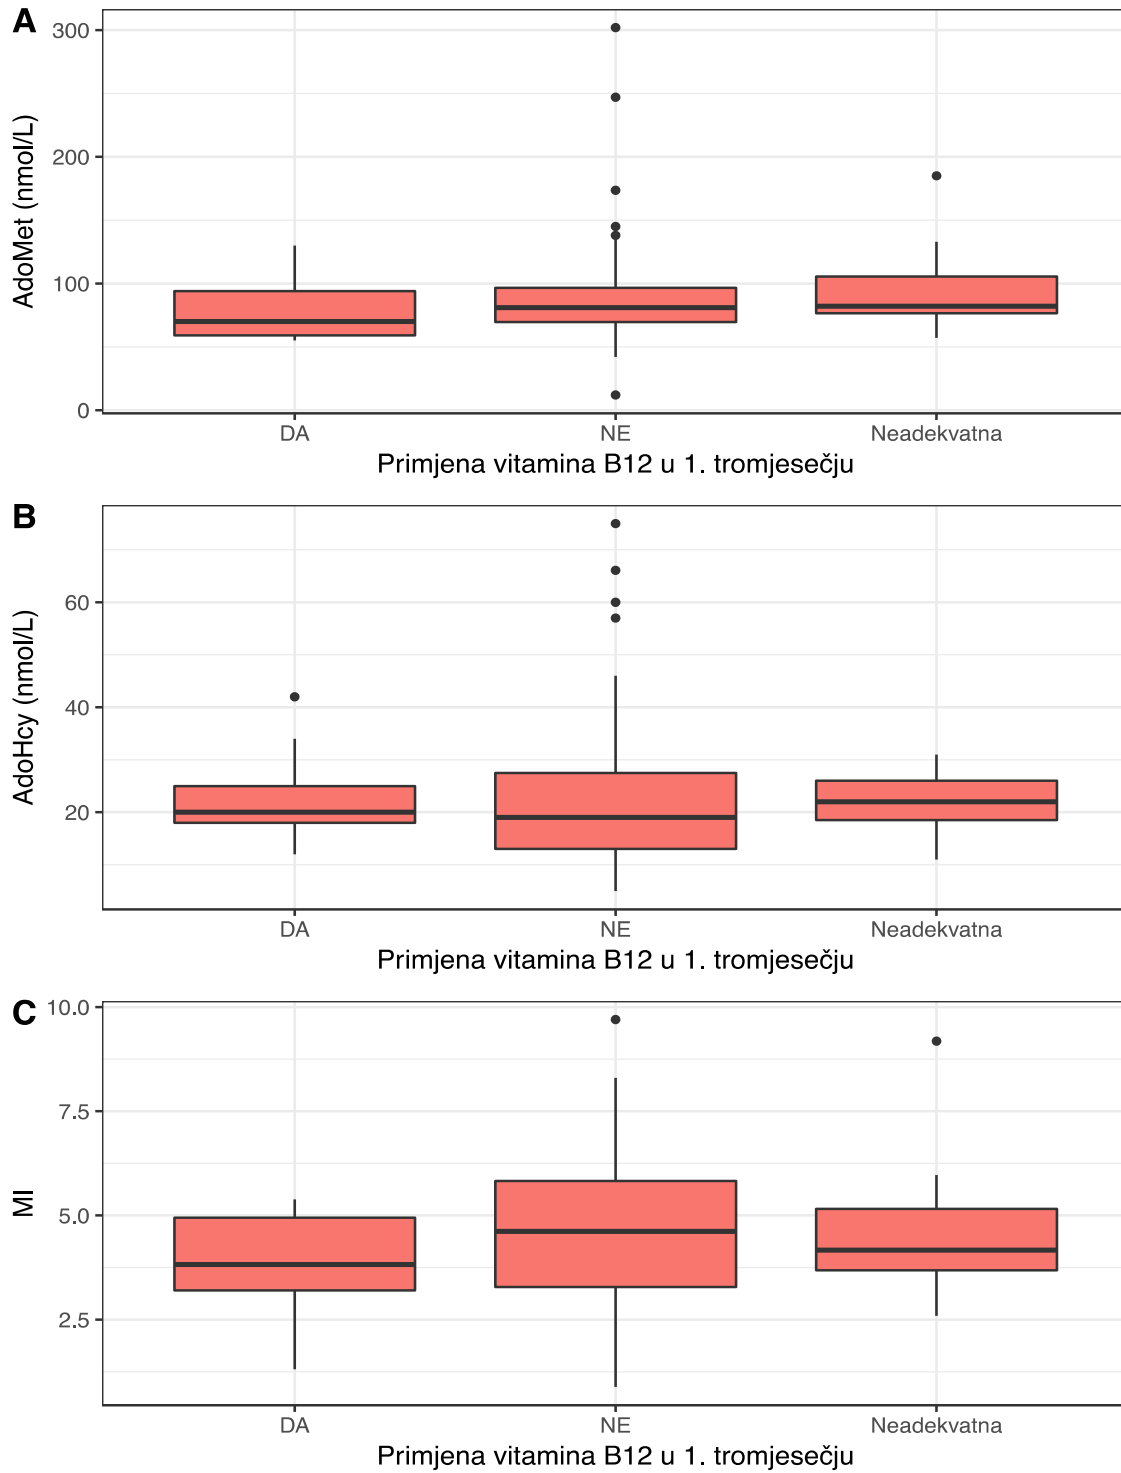 A
300
200
100
0
AdoMet (nmol/L)
DA NE Neadekvatna
Primjena vitamina B12 u 1. tromjesečju
B
60
40
20
AdoHcy (nmol/L)
DA NE Neadekvatna
Primjena vitamina B12 u 1. tromjesečju
C
10.0
7.5
5.0
2.5
MI
DA NE Neadekvatna
Primjena vitamina B12 u 1. tromjesečju